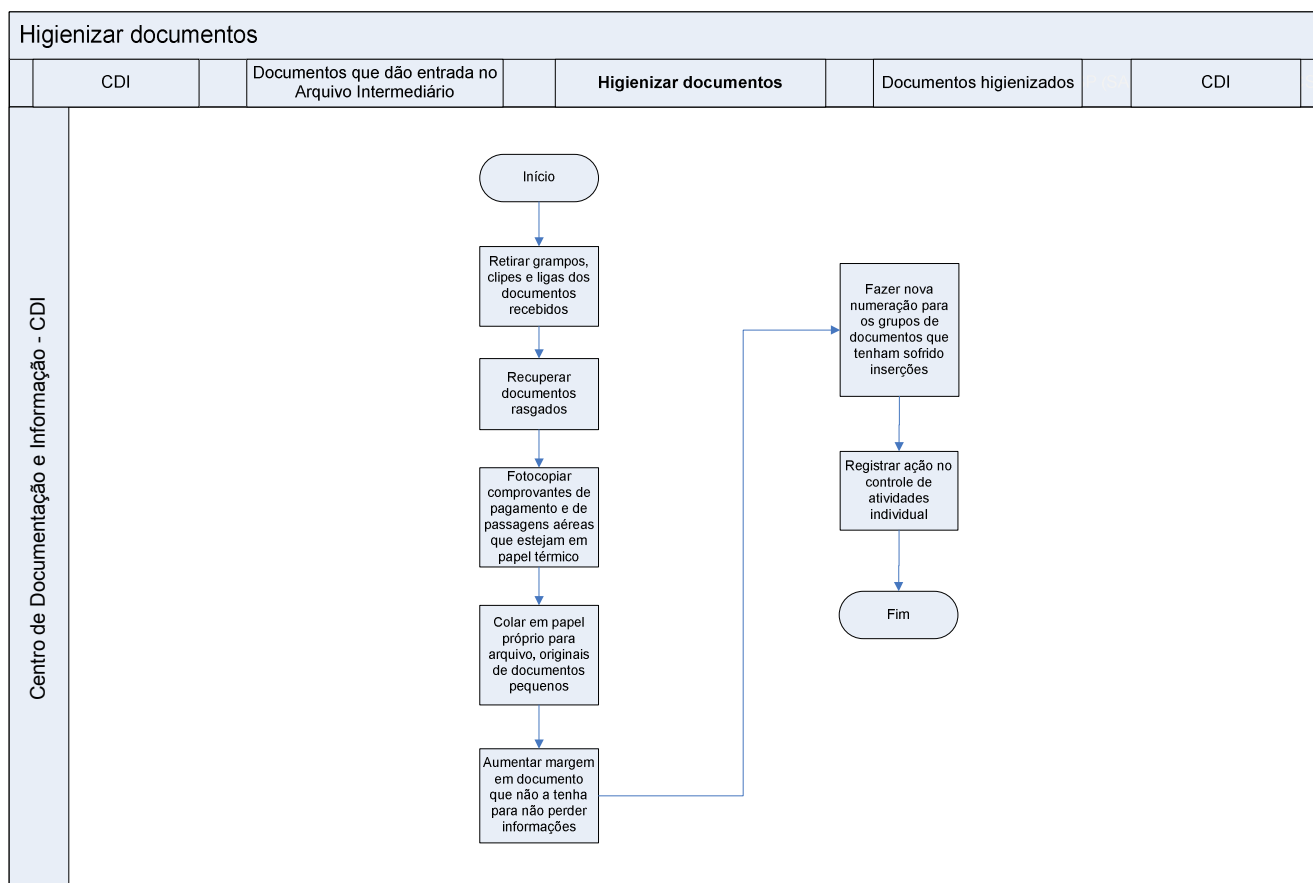 Higienizar documentos
CDI
Documentos que dão entrada no
Arquivo Intermediário
Higienizar documentos
Documentos higienizados
CDI
Centro de Documentação e Informação - CDI
Início
Retirar grampos,
clipes e ligas dos
documentos
recebidos
Recuperar
documentos
rasgados
Fotocopiar
comprovantes de
pagamento e de
passagens aéreas
que estejam em
papel térmico
Colar em papel
próprio para
arquivo, originais
de documentos
pequenos
Aumentar margem
em documento
que não a tenha
para não perder
informações
Fazer nova
numeração para
os grupos de
documentos que
tenham sofrido
inserções
Registrar ação no
controle de
atividades
individual
Fim